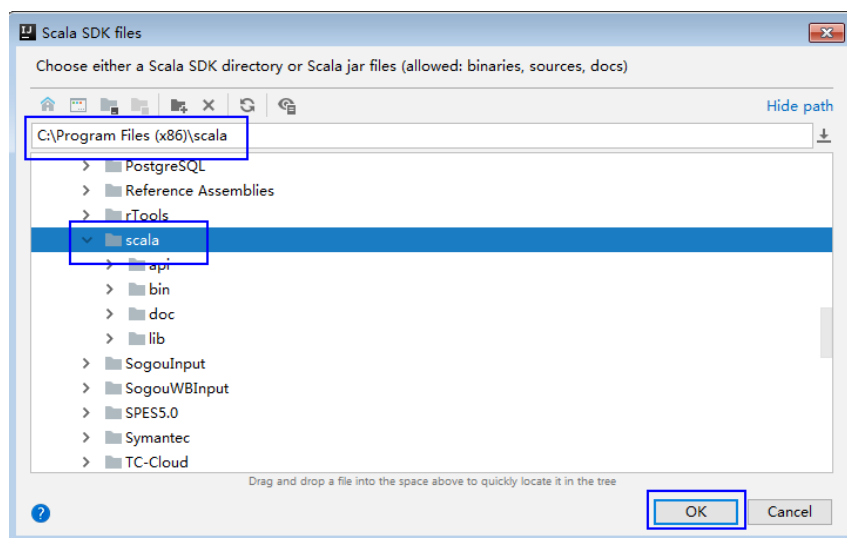 Scala SDK files
Choose either a Scala SDK directory or Scala jar files (allowed: binaries, sources, docs)
Hide path
C:\Program Files (x86)\scala
PostgreSQL
Reference Assemblies
rTools
scala
api
bin
doc
lib
SogouInput
SogouWBInput
SPES5.0
Symantec
TC-Cloud
Drag and drop a file into the space above to quickly locate it in the tree
? OK Cancel